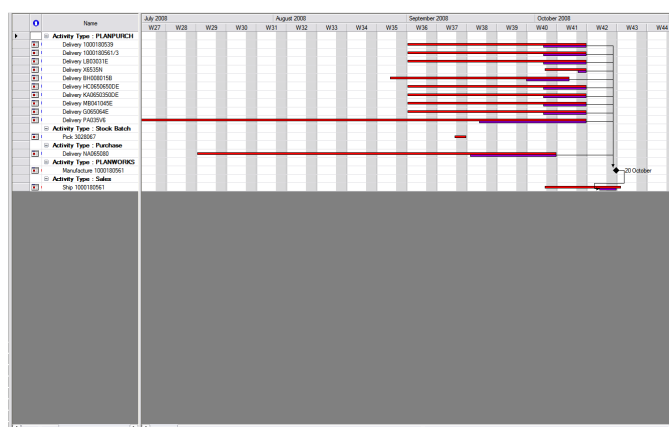 July 2008 August 2008 September 2008 October 2008
Name W27 W28 W29 W30 W31 W32 W33 W34 W35 W36 W37 W38 W39 W40 W41 W42 W43 W44
Activity Type : PLANPURCH
Delivery 1000180539
Delivery 1000180561/3
Delivery LB03031E
Delivery X6535N
Delivery BH008015B
Delivery HC0650650DE
Delivery KA0650350DE
Delivery MB041045E
Delivery G065064E
Delivery PA035V6
Activity Type : Stock Batch
Pick 3028067
Activity Type : Purchase
Delivery NA065080
Activity Type : PLANWORKS
Manufacture 1000180561 20 October
Activity Type : Sales
Ship 1000180561